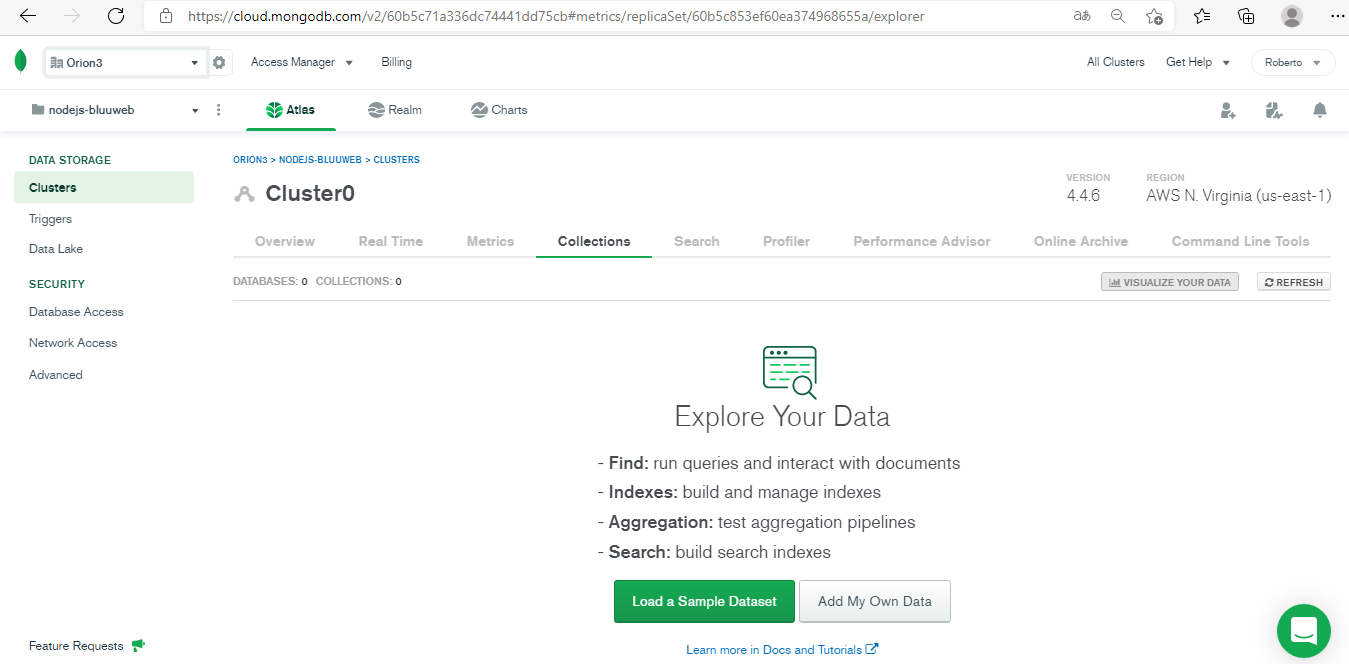 https://cloud.mongodb.com/v2/60b5c71a336dc74441dd75cb#metrics/replicaSet/60b5c853ef60ea374968655a/explorer
aあ
Orion3
Access Manager
Billing
All Clusters
Get Help
Roberto
nodejs-bluuweb
Atlas
Realm
Charts
DATA STORAGE
Clusters
Triggers
Data Lake
SECURITY
Database Access
Network Access
Advanced
Feature Requests
ORION3 > NODEJS-BLUUWEB > CLUSTERS
Cluster0
VERSION
4.4.6
REGION
AWS N. Virginia (us-east-1)
Overview
Real Time
Metrics
Collections
Search
Profiler
Performance Advisor
Online Archive
Command Line Tools
DATABASES: 0 COLLECTIONS: 0
VISUALIZE YOUR DATA
REFRESH
Explore Your Data
- Find: run queries and interact with documents
- Indexes: build and manage indexes
- Aggregation: test aggregation pipelines
- Search: build search indexes
Load a Sample Dataset
Add My Own Data
Learn more in Docs and Tutorials